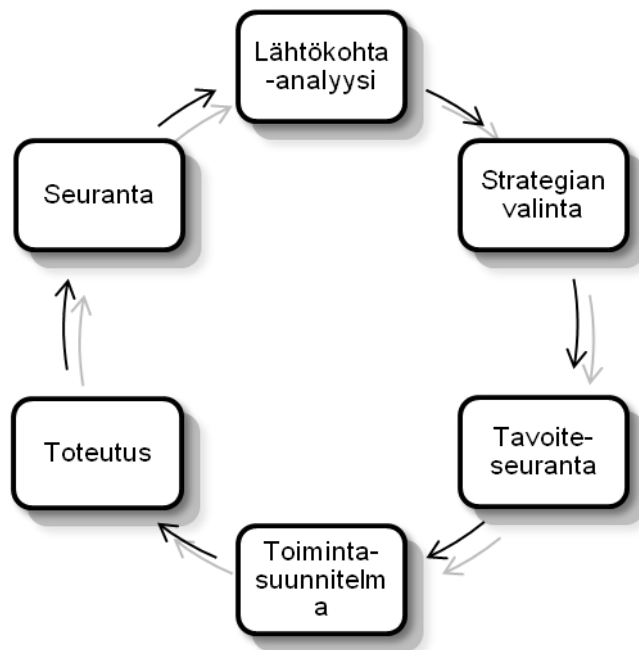 Lähtökohta
-analyysi
Strategian
valinta
Tavoite-
seuranta
Toiminta-
suunnitelm
a
Toteutus
Seuranta